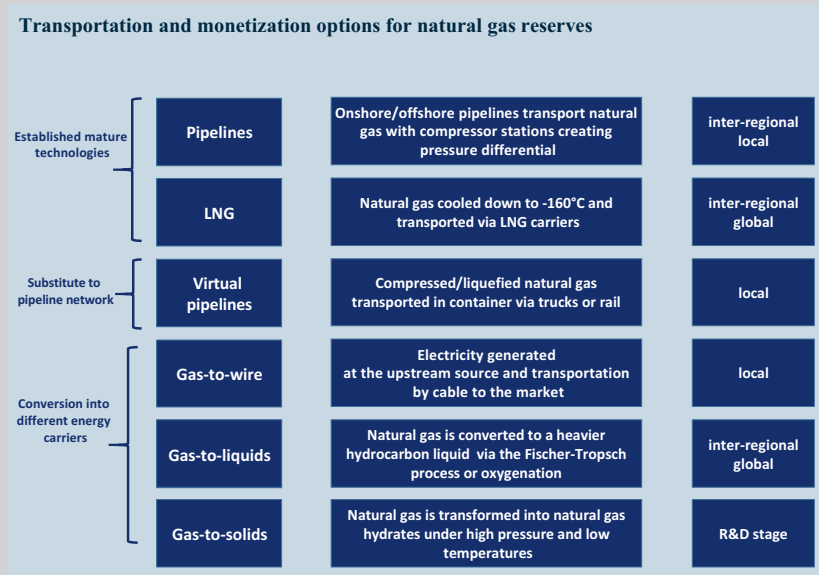 Transportation and monetization options for natural gas reserves
Established mature
technologies
Pipelines
Onshore/offshore pipelines transport natural
gas with compressor stations creating
pressure differential
inter-regional
local
LNG
Natural gas cooled down to -160°C and
transported via LNG carriers
inter-regional
global
Substitute to
pipeline network
Virtual
pipelines
Compressed/liquefied natural gas
transported in container via trucks or rail
local
Conversion into
different energy
carriers
Gas-to-wire
Electricity generated
at the upstream source and transportation
by cable to the market
local
Gas-to-liquids
Natural gas is converted to a heavier
hydrocarbon liquid via the Fischer-Tropsch
process or oxygenation
inter-regional
global
Gas-to-solids
Natural gas is transformed into natural gas
hydrates under high pressure and low
temperatures
R&D stage